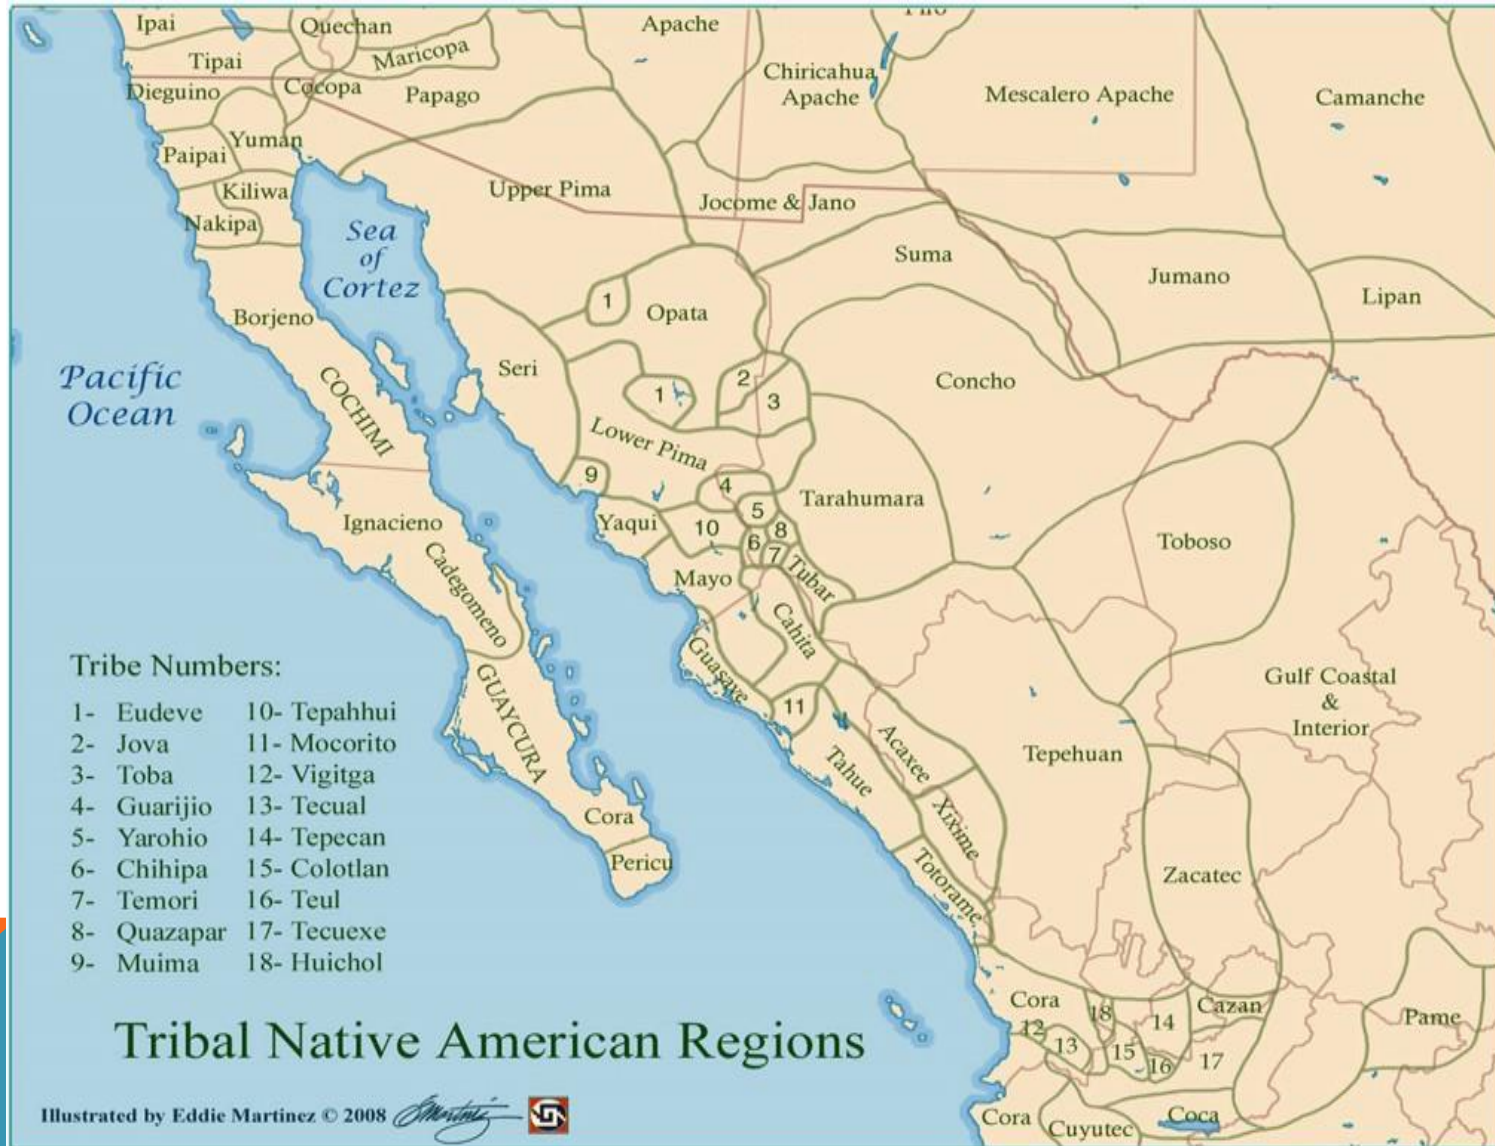 Ipai
Quechan
Apache
Tipai
Maricopa
Chiricahua
Apache
Dieguino
Cocopa
Papago
Mescalero Apache
Camanche
Yuman
Paipai
Kiliwa
Upper Pima
Jocome & Jano
Nakipa
Sea
of
Cortez
Suma
Jumano
Lipan
1
Opata
Borjeno
Seri
Pacific
Ocean
COCHIMI
1
2
3
Concho
Lower Pima
9
4
Tarahumara
Ignacieno
Yaqui
10
5
6
8
7
Toboso
Cadegomeno
Mayo
Tubar
Cahita
Guasave
GUAYCURA
11
Gulf Coastal
&
Interior
Acaxee
Tahue
Tepehuan
Xixime
Cora
Pericu
Totorame
Zacatec
Tribe Numbers:
1- Eudeve
2- Jova
3- Toba
4- Guarijio
5- Yarohio
6- Chihipa
7- Temori
8- Quazapar
9- Muima
10- Tepahhui
11- Mocorito
12- Vigitga
13- Tecual
14- Tepecan
15- Colotlan
16- Teul
17- Tecuexe
18- Huichol
Cora
12
18
14
Cazan
Pame
13
15
16
17
Cora
Cuyutec
Coca
Tribal Native American Regions
Illustrated by Eddie Martinez © 2008